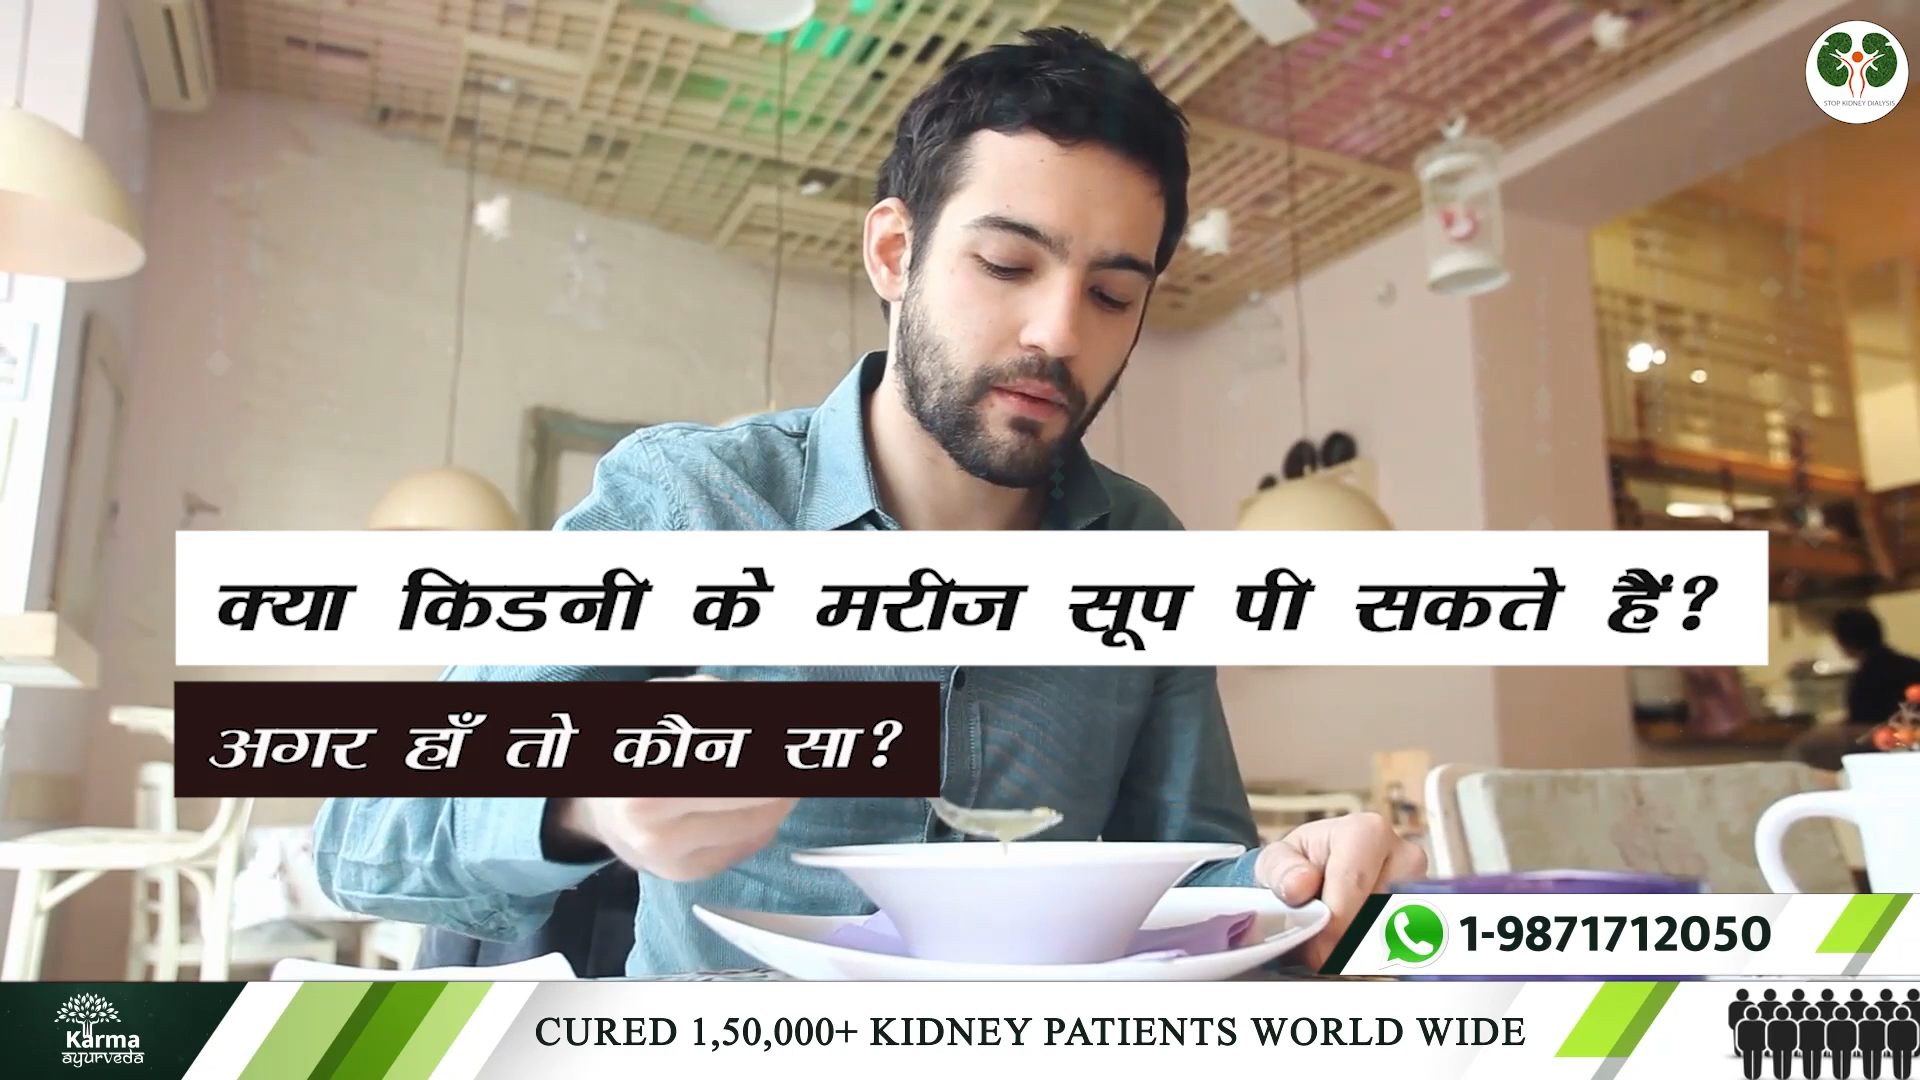 STOP KIDNEY DIALYSIS
क्या किडनी के मरीज सूप पी सकते हैं?
अगर हाँ तो कौन सा?
1-9871712050
Karma
ayurveda
CURED 1,50,000+ KIDNEY PATIENTS WORLD WIDE